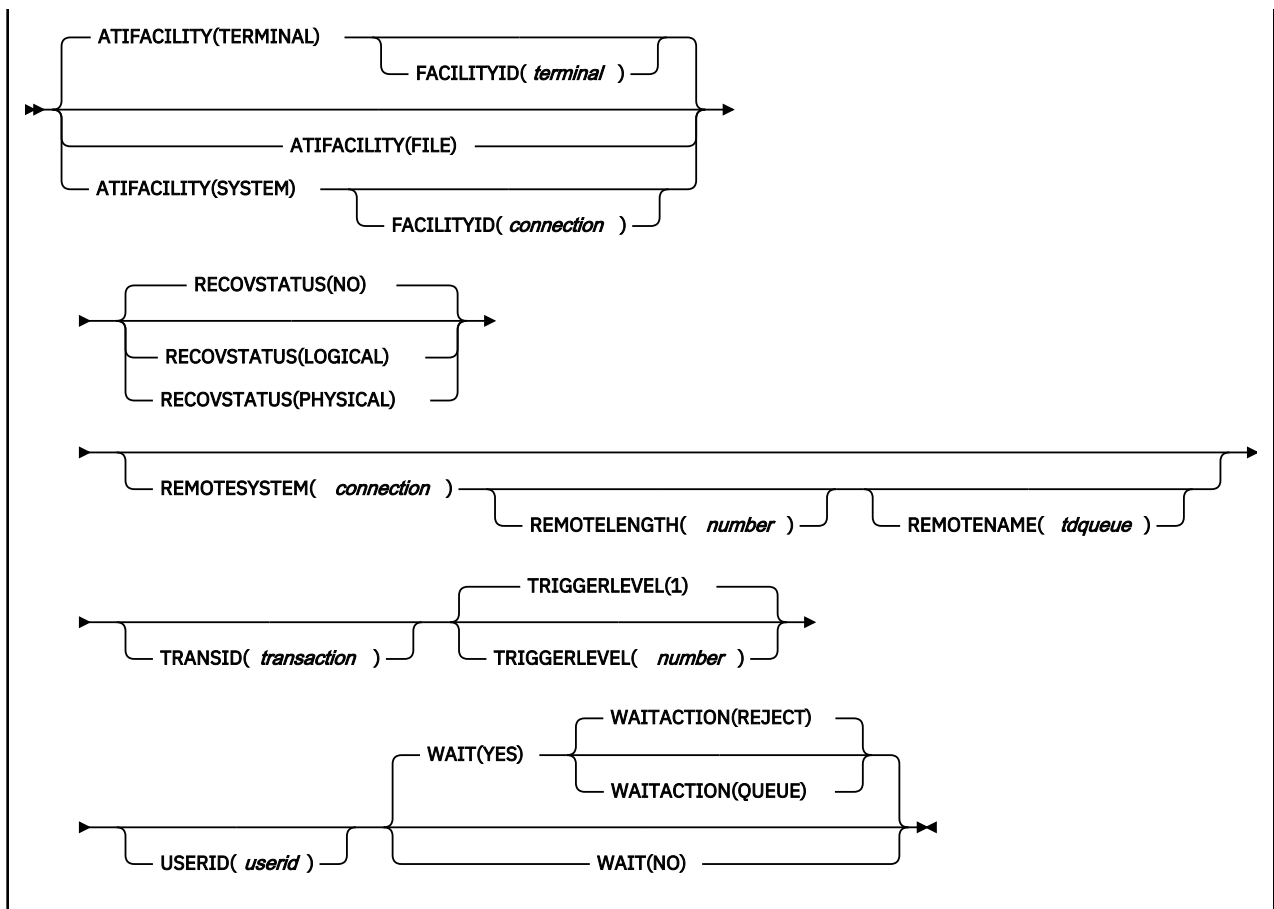 ATIFACILITY(TERMINAL)
FACILITYID( terminal )
ATIFACILITY(FILE)
ATIFACILITY(SYSTEM)
FACILITYID( connection )
RECOVSTATUS(NO)
RECOVSTATUS(LOGICAL)
RECOVSTATUS(PHYSICAL)
REMOTESYSTEM( connection )
REMOTELENGTH( number ) REMOTENAME( tdqueue )
TRIGGERLEVEL(1)
TRANSID( transaction ) TRIGGERLEVEL( number )
WAITACTION(REJECT)
WAIT(YES)
WAITACTION(QUEUE)
USERID( userid ) WAIT(NO)